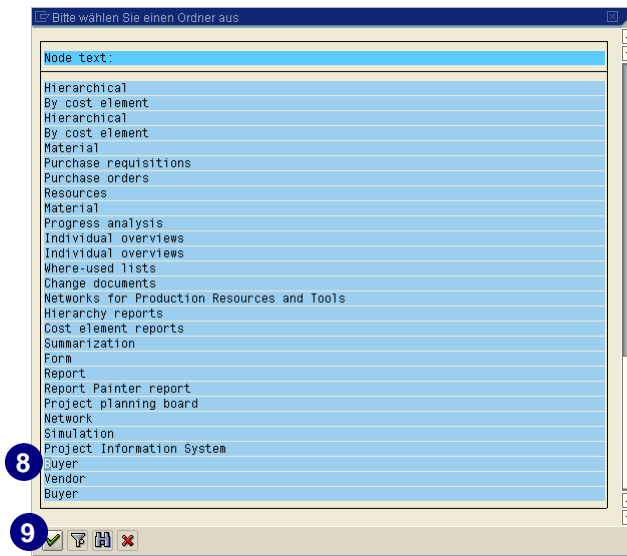 Bitte wählen Sie einen Ordner aus
Node text:
Hierarchical
By cost element
Hierarchical
By cost element
Material
Purchase requisitions
Purchase orders
Resources
Material
Progress analysis
Individual overviews
Individual overviews
Where-used lists
Change documents
Networks for Production Resources and Tools
Hierarchy reports
Cost element reports
Summarization
Form
Report
Report Painter report
Project planning board
Network
Simulation
Project Information System
8 Buyer
Vendor
Buyer
9